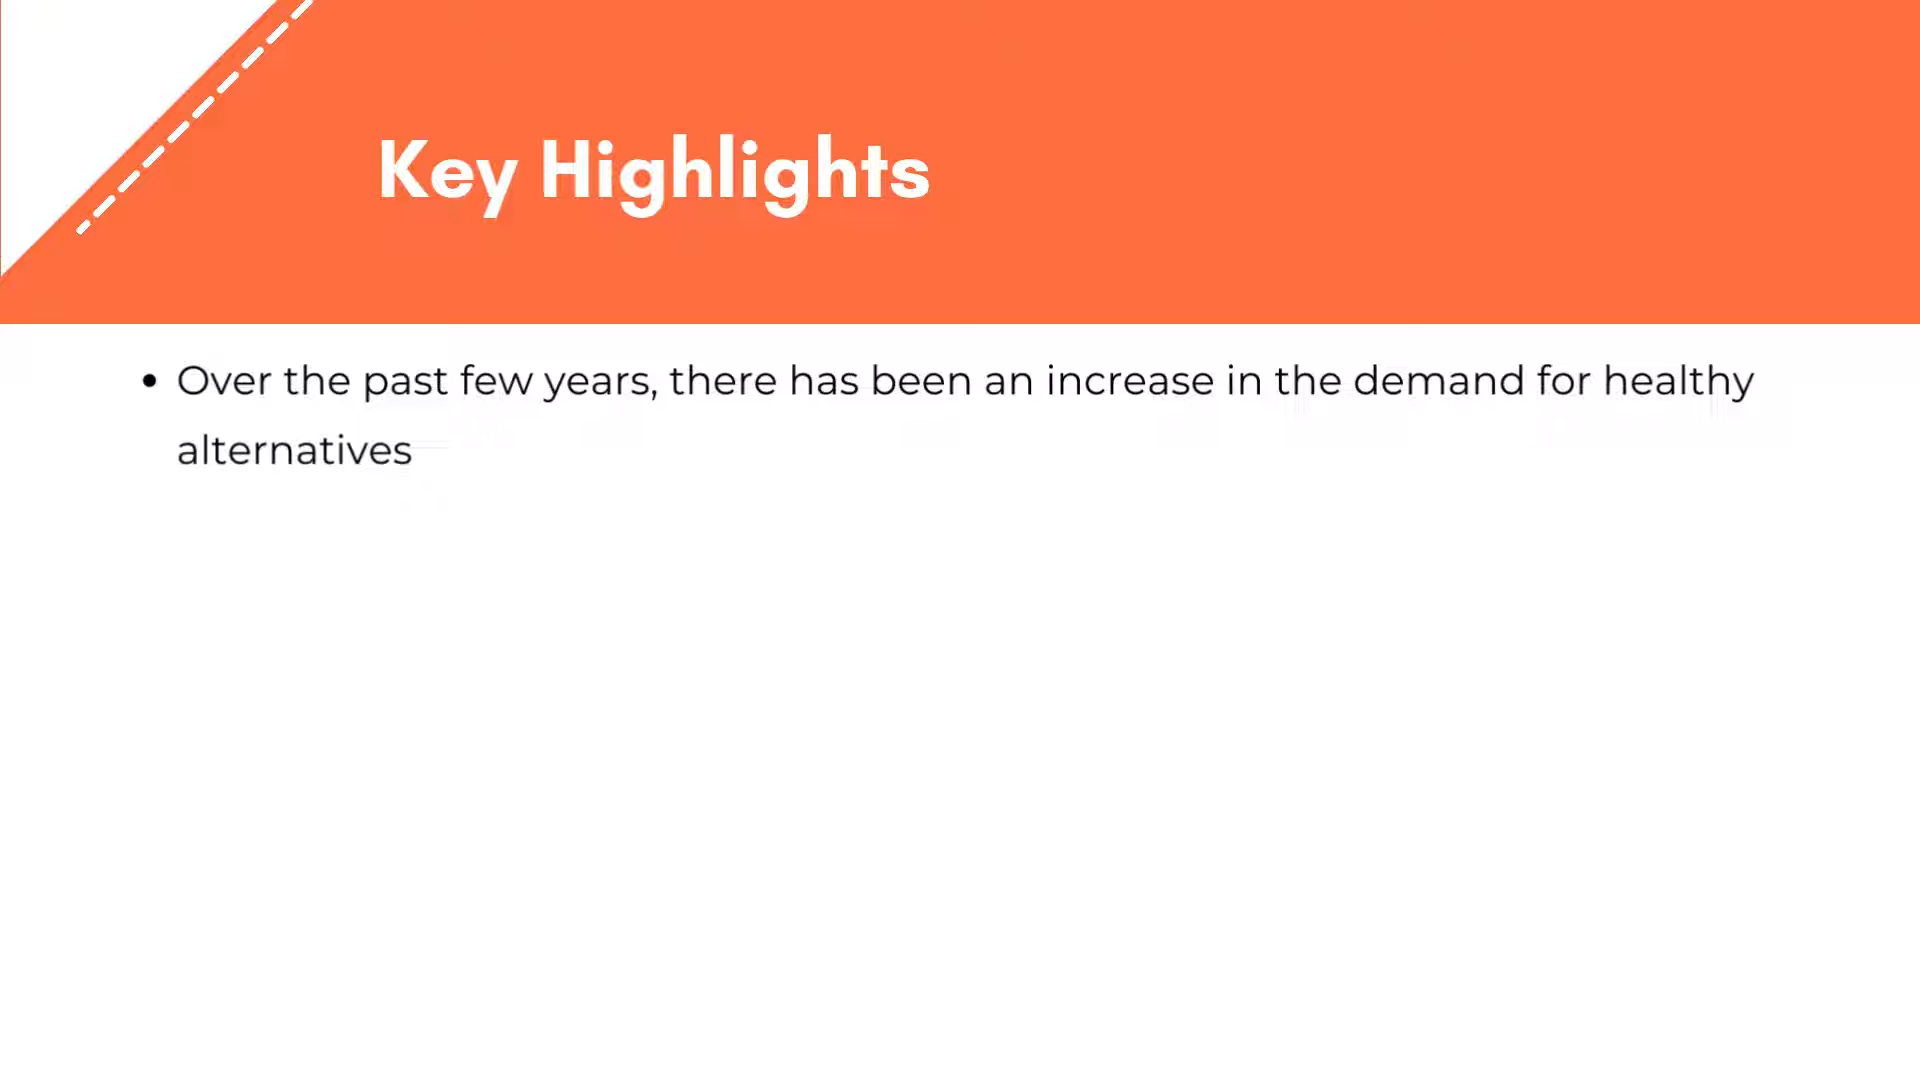 Key Highlights
• Over the past few years, there has been an increase in the demand for healthy
alternatives